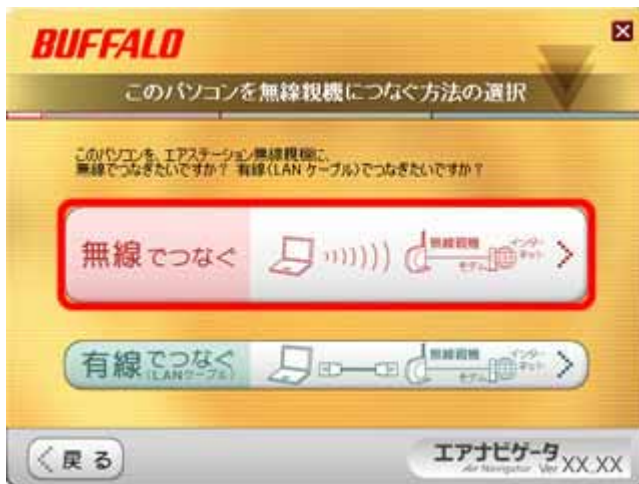 BUFFALO
このパソコンを無線親機につなぐ方法の選択
このパソコンを、エアステーション無線親機に、
無線でつなぎたいですか？ 有線(LAN ケーブル)でつなぎたいですか？
無線でつなぐ
無線親機
モデム
インターネット
有線でつなぐ
(LANケーブル)
無線親機
モデム
インターネット
戻る
エアナビゲータ
Air Navigator Ver XX.XX